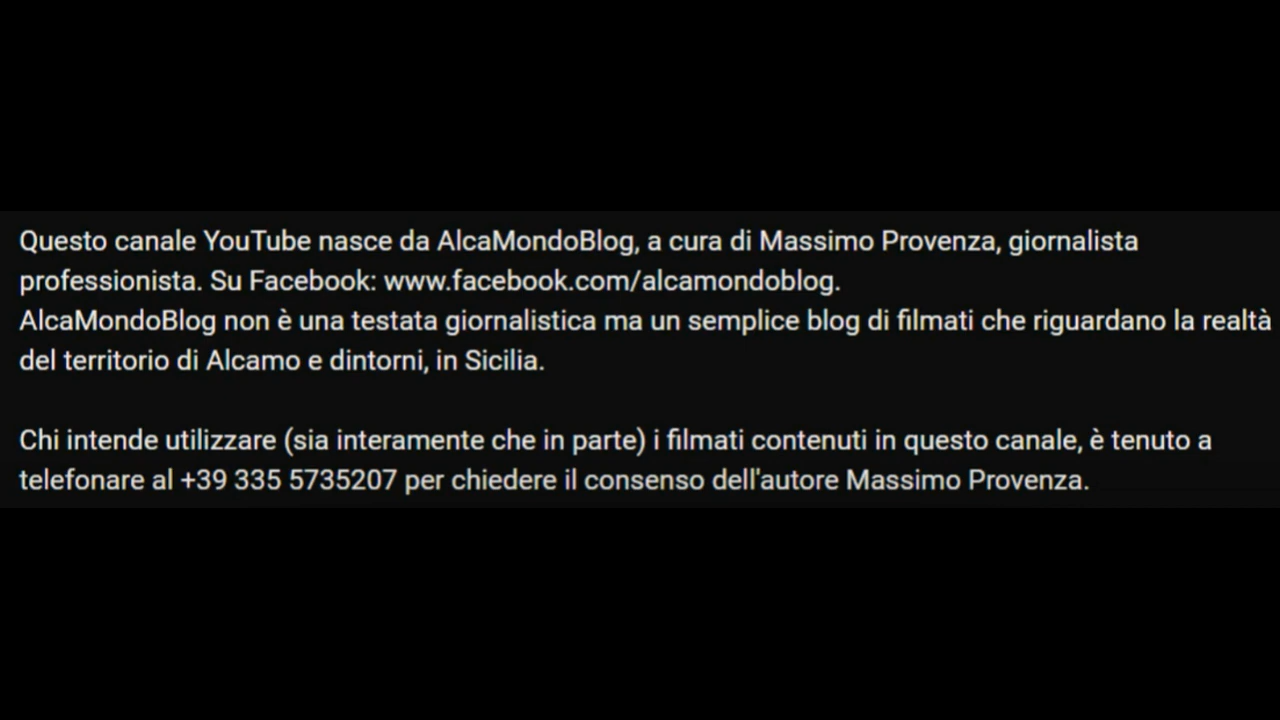 Questo canale YouTube nasce da AlcaMondoBlog, a cura di Massimo Provenza, giornalista
professionista. Su Facebook: www.facebook.com/alcamondoblog.
AlcaMondoBlog non è una testata giornalistica ma un semplice blog di filmati che riguardano la realtà
del territorio di Alcamo e dintorni, in Sicilia.
Chi intende utilizzare (sia interamente che in parte) i filmati contenuti in questo canale, è tenuto a
telefonare al +39 335 5735207 per chiedere il consenso dell'autore Massimo Provenza.